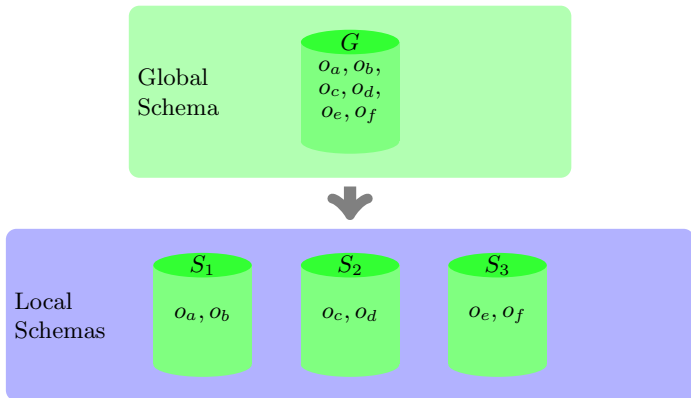 G
Global
Schema
o_a, o_b,
o_c, o_d,
o_e, o_f
S_1
S_2
S_3
Local
Schemas
o_a, o_b
o_c, o_d
o_e, o_f